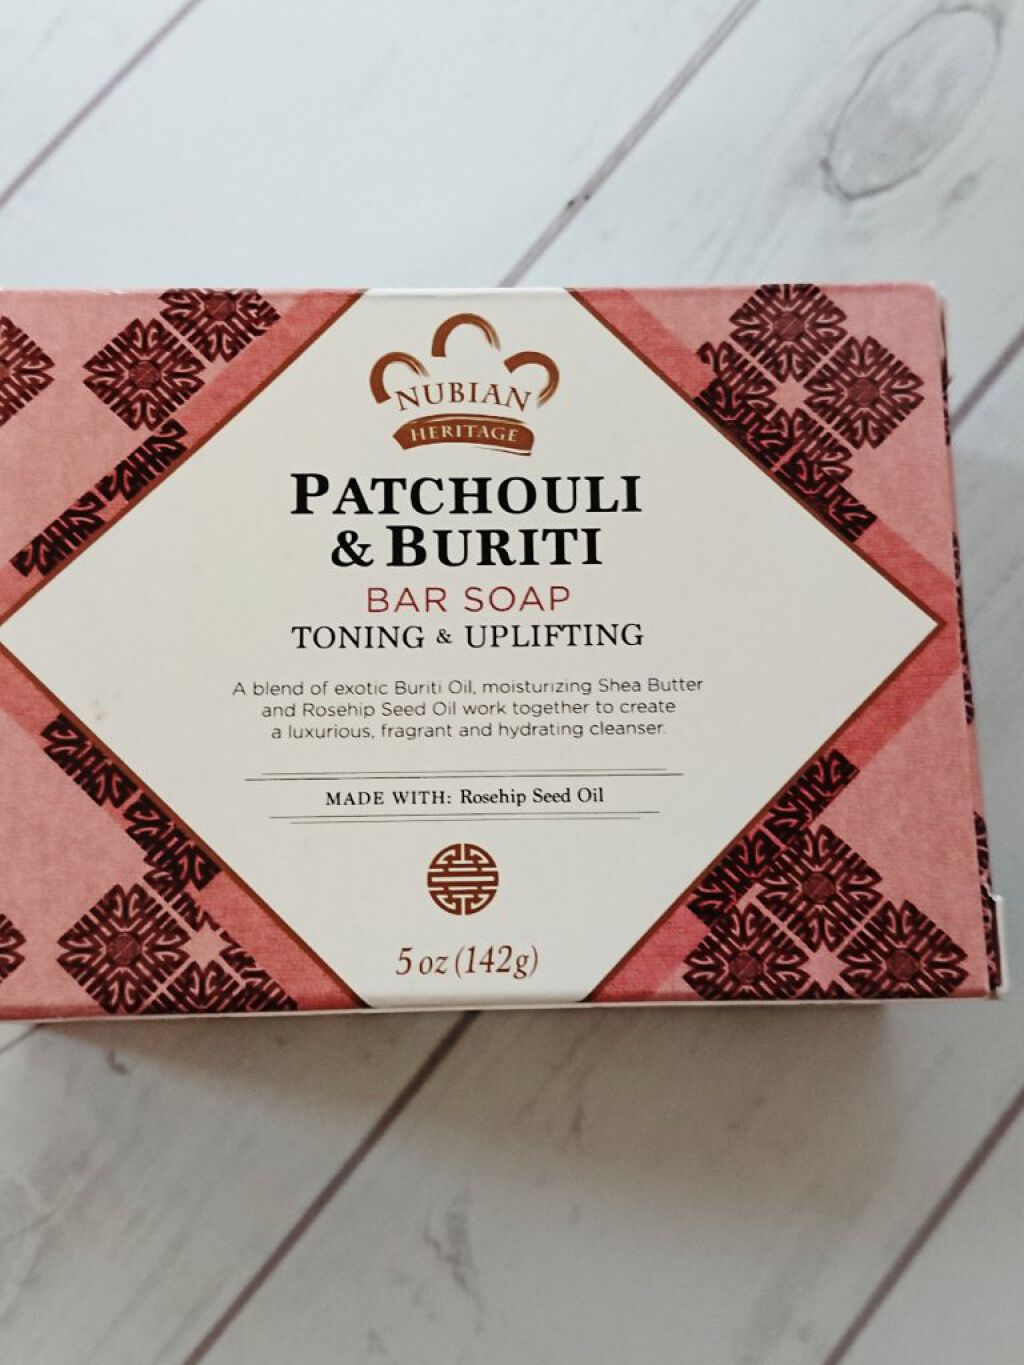 NUBIAN
HERITAGE
PATCHOULI
& BURITI
BAR SOAP
TONING & UPLIFTING
A blend of exotic Buriti Oil, moisturizing Shea Butter
and Rosehip Seed Oil work together to create
a luxurious, fragrant and hydrating cleanser.
MADE WITH: Rosehip Seed Oil
5 oz (142g)